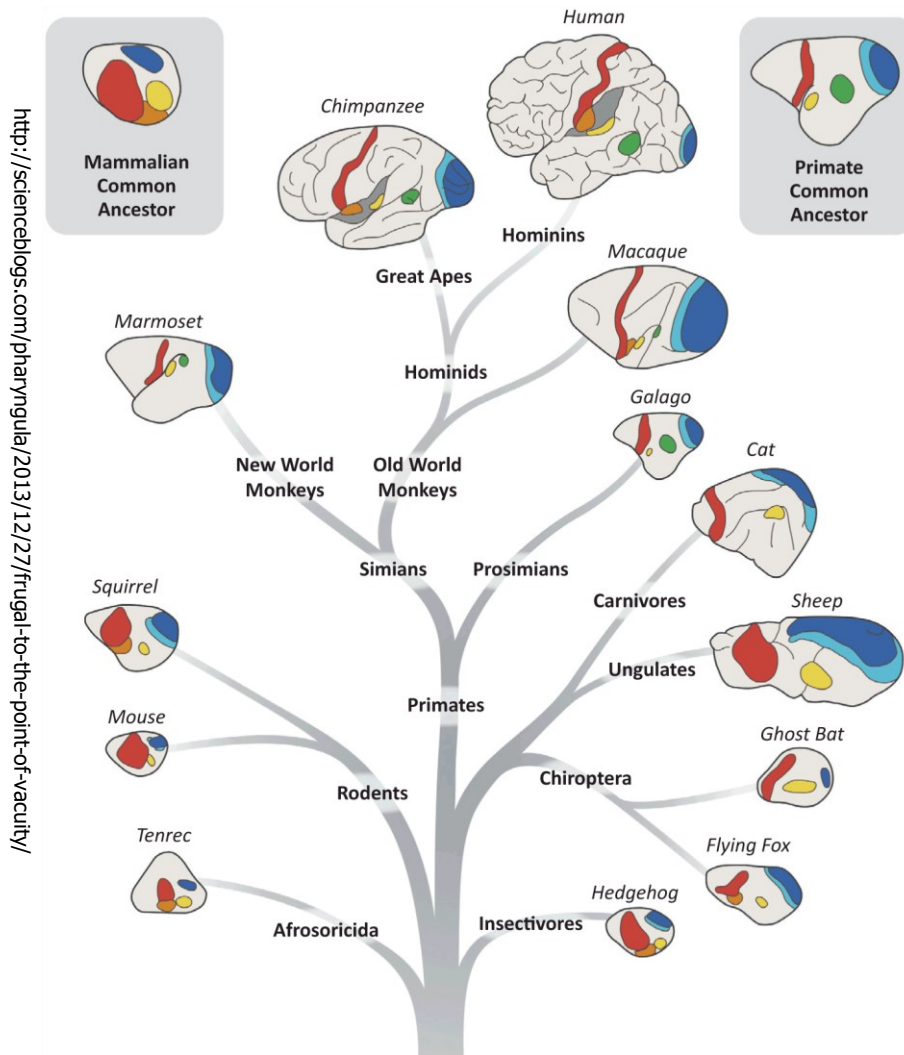 Human
Mammalian
Common
Ancestor
Chimpanzee
Primate
Common
Ancestor
Hominins
Great Apes
Macaque
Marmoset
Hominids
Galago
New World
Monkeys
Old World
Monkeys
Cat
Simians
Prosimians
Squirrel
Carnivores
Sheep
Ungulates
Primates
Mouse
Ghost Bat
Chiroptera
Rodents
Tenrec
Flying Fox
Hedgehog
Afrosoricida
Insectivores
http://scienceblogs.com/pharyngula/2013/12/27/frugal-to-the-point-of-vacuity/